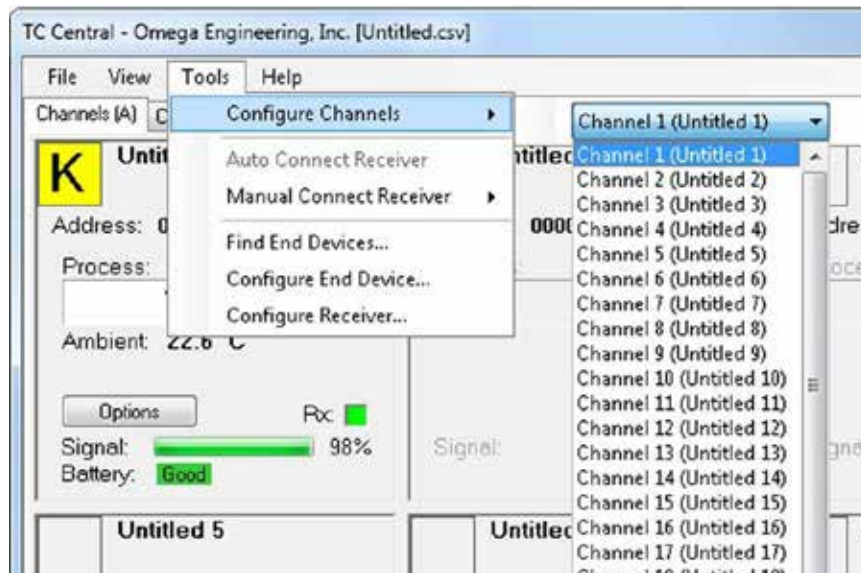 TC Central - Omega Engineering, Inc. [Untitled.csv]
File View Tools Help
Channels (A) C
Configure Channels
Auto Connect Receiver
Manual Connect Receiver
Find End Devices...
Configure End Device...
Configure Receiver...
Channel 1 (Untitled 1)
Channel 1 (Untitled 1)
Channel 2 (Untitled 2)
Channel 3 (Untitled 3)
Channel 4 (Untitled 4)
Channel 5 (Untitled 5)
Channel 6 (Untitled 6)
Channel 7 (Untitled 7)
Channel 8 (Untitled 8)
Channel 9 (Untitled 9)
Channel 10 (Untitled 10)
Channel 11 (Untitled 11)
Channel 12 (Untitled 12)
Channel 13 (Untitled 13)
Channel 14 (Untitled 14)
Channel 15 (Untitled 15)
Channel 16 (Untitled 16)
Channel 17 (Untitled 17)
K Untit
Address: 0
Process:
Ambient: 22.6 C
Options Rx:
Signal: 98%
Battery: Good
0000
Signal:
Untitled 5